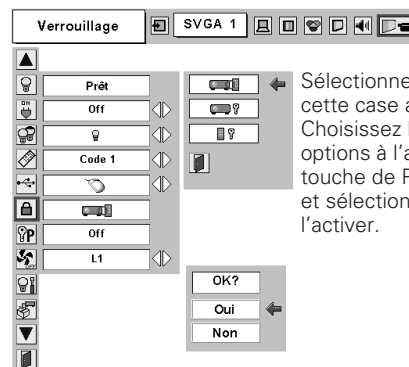 Verrouillage
SVGA 1
Prêt
ON
Off
Code 1
P
Off
L1
Sélectionne
cette case a
Choisissez
options à l'a
touche de
et sélection
l'activer.
OK?
Oui
Non